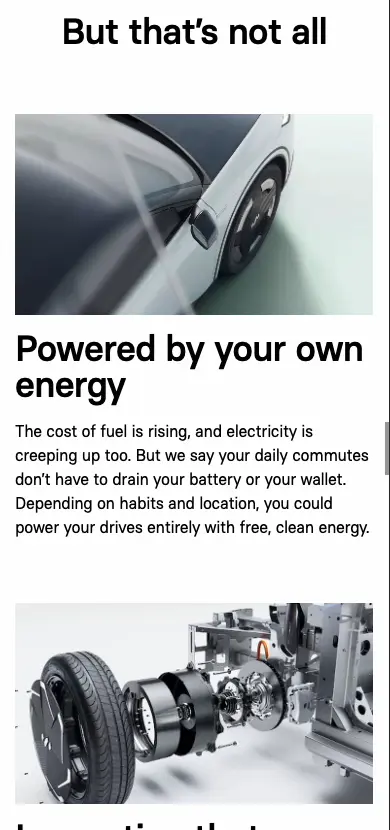 But that's not all
Powered by your own
energy
The cost of fuel is rising, and electricity is
creeping up too. But we say your daily commutes
don't have to drain your battery or your wallet.
Depending on habits and location, you could
power your drives entirely with free, clean energy.